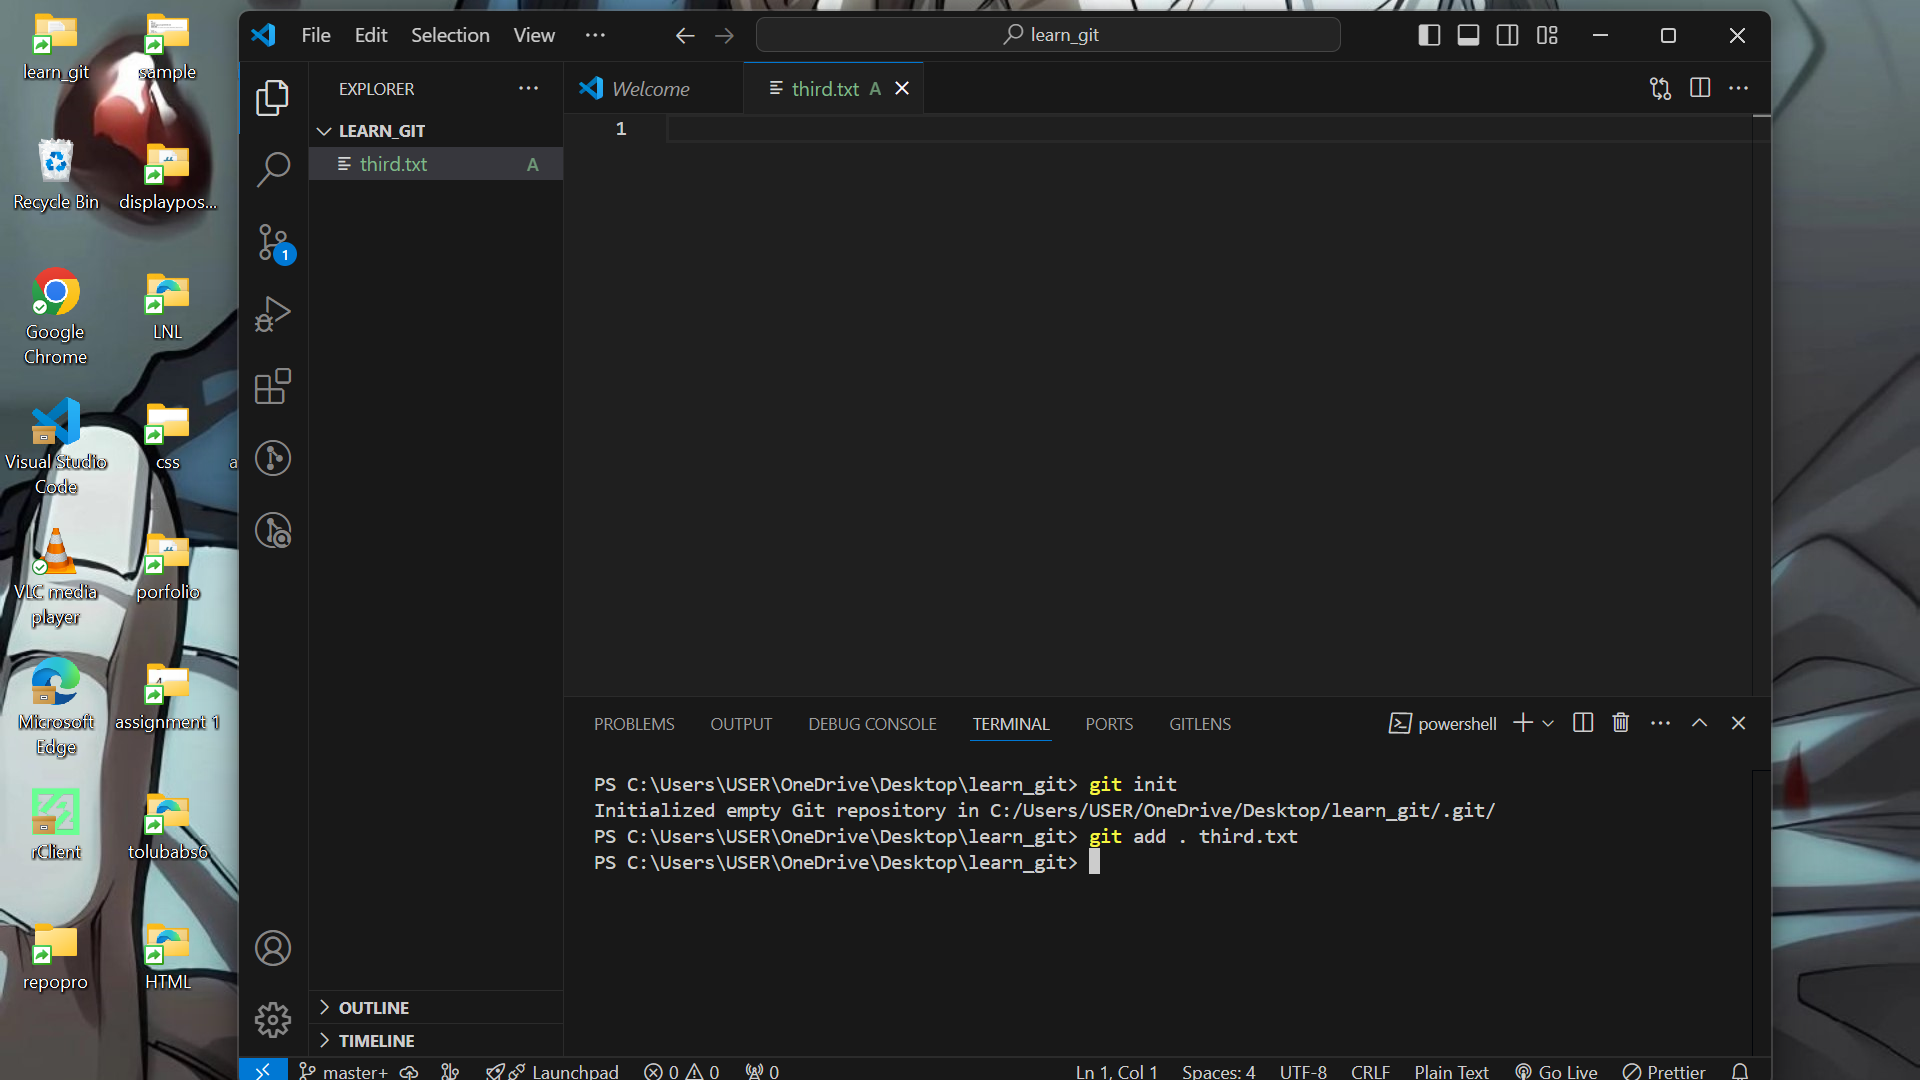 learn_git
sample
Recycle Bin
displaypos...
Google
Chrome
LNL
Visual Studio
Code
css
a
VLC media
player
porfolio
Microsoft
Edge
assignment 1
rClient
tolubabs6
repopro
HTML
File Edit Selection View ...
learn_git
EXPLORER
LEARN_GIT
third.txt A
1
Welcome
third.txt A
1
PROBLEMS OUTPUT DEBUG CONSOLE TERMINAL PORTS GITLENS
powershell
PS C:\Users\USER\OneDrive\Desktop\learn_git> git init
Initialized empty Git repository in C:/Users/USER/OneDrive/Desktop/learn_git/.git/
PS C:\Users\USER\OneDrive\Desktop\learn_git> git add . third.txt
PS C:\Users\USER\OneDrive\Desktop\learn_git>
OUTLINE
TIMELINE
master+ Launchpad 0 0 0 Ln 1, Col 1 Spaces: 4 UTF-8 CRLF Plain Text Go Live Prettier